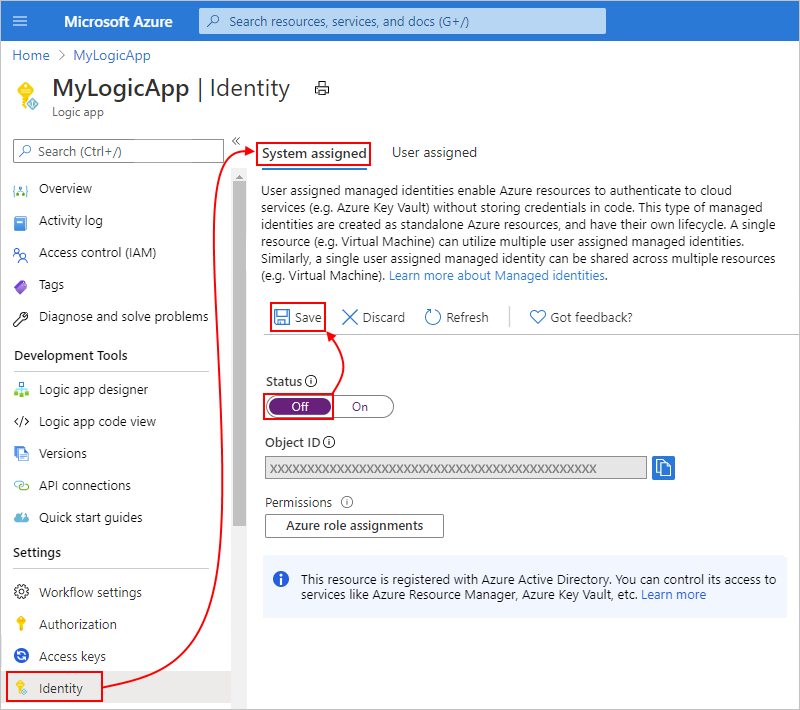 Microsoft Azure
Search resources, services, and docs (G+/)
Home > MyLogicApp
MyLogicApp | Identity
Logic app
Search (Ctrl+/)
«
Overview
Activity log
Access control (IAM)
Tags
Diagnose and solve problems
Development Tools
Logic app designer
Logic app code view
Versions
API connections
Quick start guides
Settings
Workflow settings
Authorization
Access keys
Identity
System assigned
User assigned
User assigned managed identities enable Azure resources to authenticate to cloud
services (e.g. Azure Key Vault) without storing credentials in code. This type of managed
identities are created as standalone Azure resources, and have their own lifecycle. A single
resource (e.g. Virtual Machine) can utilize multiple user assigned managed identities.
Similarly, a single user assigned managed identity can be shared across multiple resources
(e.g. Virtual Machine). Learn more about Managed identities.
Save
Discard
Refresh
Got feedback?
Status
Off
On
Object ID
XXXXXXXXXXXXXXXXXXXXXXXXXXXXXXXXXXXXXXXXXXX
Permissions
Azure role assignments
This resource is registered with Azure Active Directory. You can control its access to
services like Azure Resource Manager, Azure Key Vault, etc. Learn more